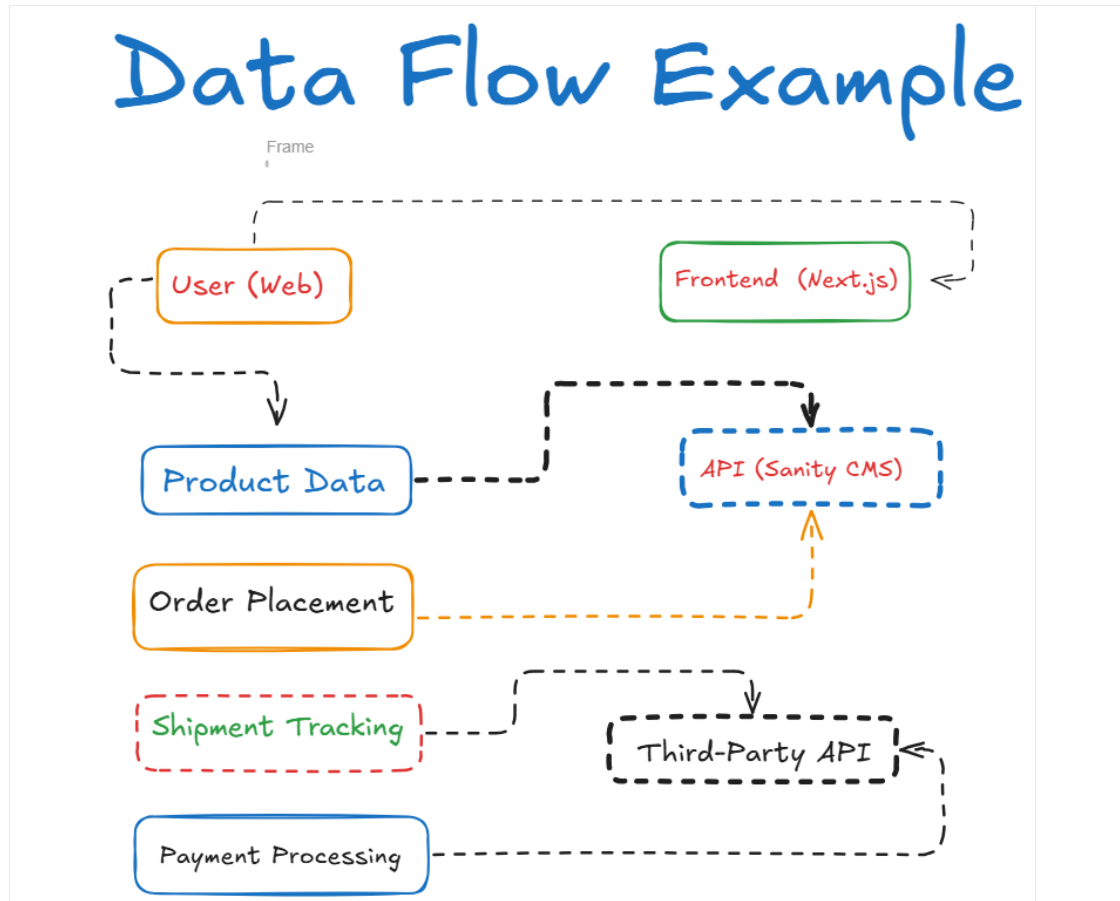 Data Flow Example
Frame
User (Web)
Frontend (Next.js)
Product Data
API (Sanity CMS)
Order Placement
Shipment Tracking
Third-Party API
Payment Processing